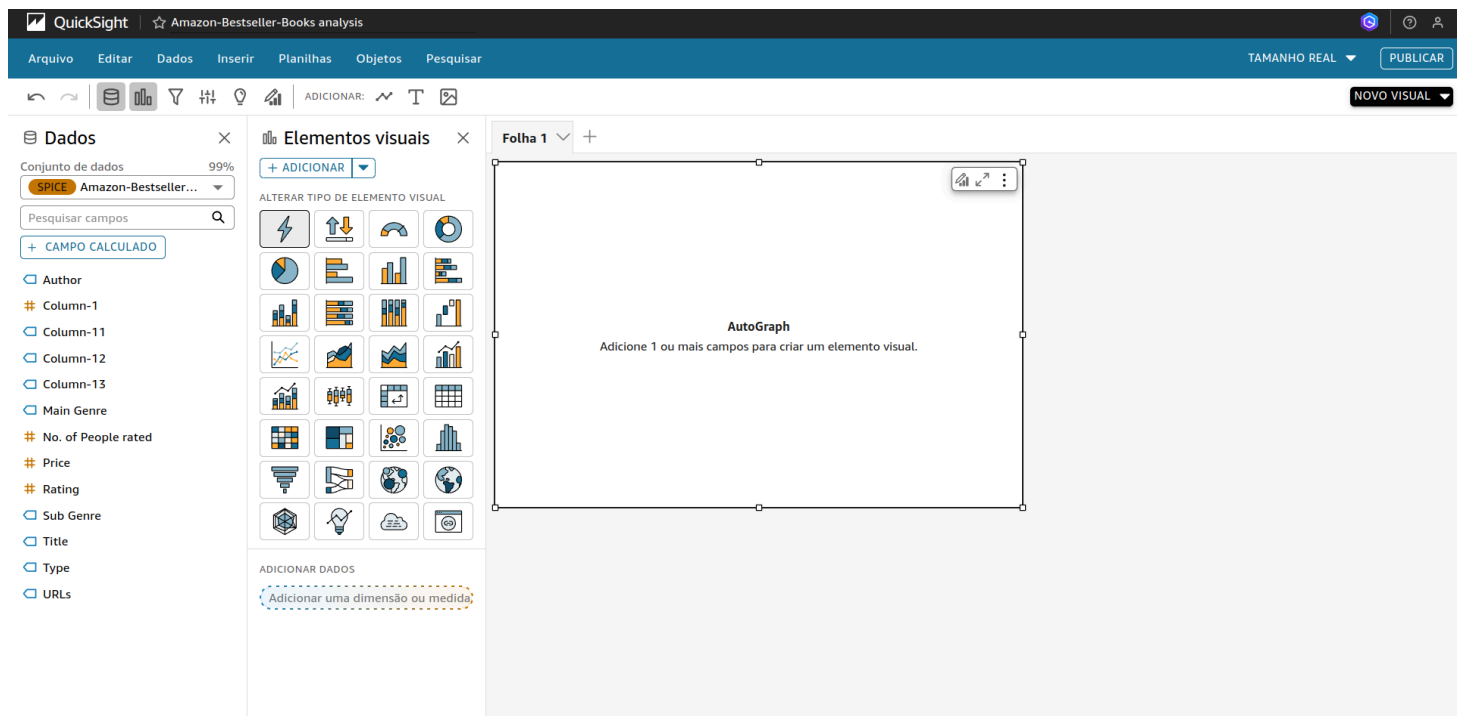 QuickSight
Amazon-Bestseller-Books analysis
Arquivo Editar Dados Inserir Planilhas Objetos Pesquisar
TAMANHO REAL
PUBLICAR
ADICIONAR:
NOVO VISUAL
Dados
Conjunto de dados 99%
SPICE Amazon-Bestseller...
Pesquisar campos
+ CAMPO CALCULADO
Author
# Column-1
Column-11
Column-12
Column-13
Main Genre
# No. of People rated
# Price
# Rating
Sub Genre
Title
Type
URLs
Elementos visuais
+ ADICIONAR
ALTERAR TIPO DE ELEMENTO VISUAL
ADICIONAR DADOS
Adicionar uma dimensão ou medida
Folha 1
AutoGraph
Adicione 1 ou mais campos para criar um elemento visual.